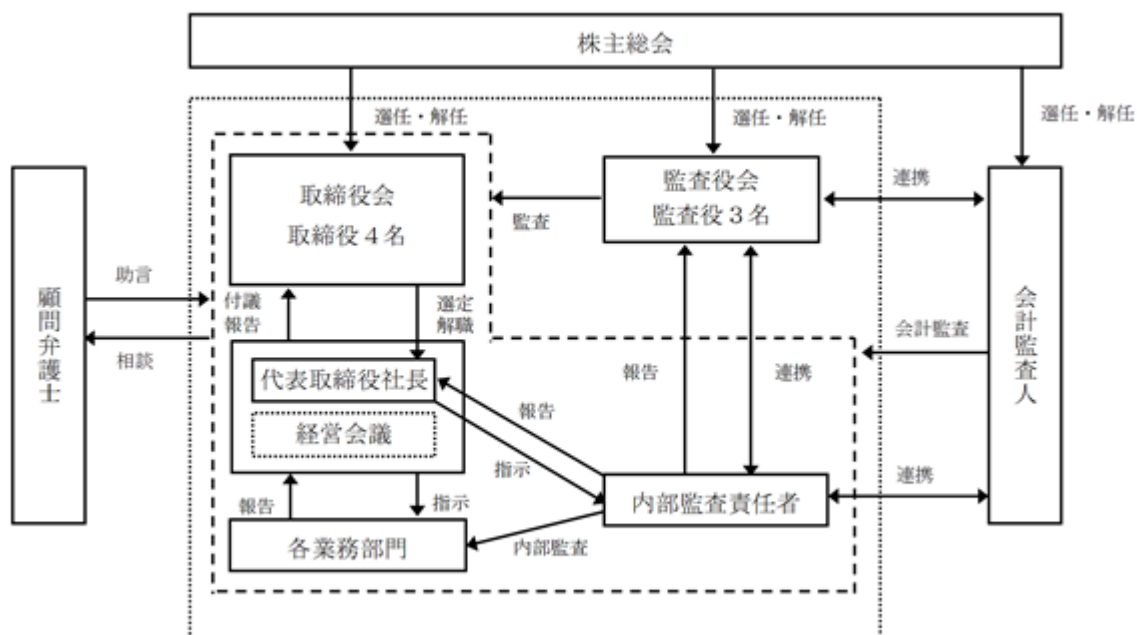 株主総会
選任・解任
選任・解任
選任・解任
取締役会
取締役４名
監査役会
監査役３名
連携
監査
顧問弁護士
助言
相談
付議
報告
選定
解職
会計監査人
会計監査
代表取締役社長
経営会議
報告
指示
報告
連携
報告
指示
内部監査責任者
連携
各業務部門
内部監査